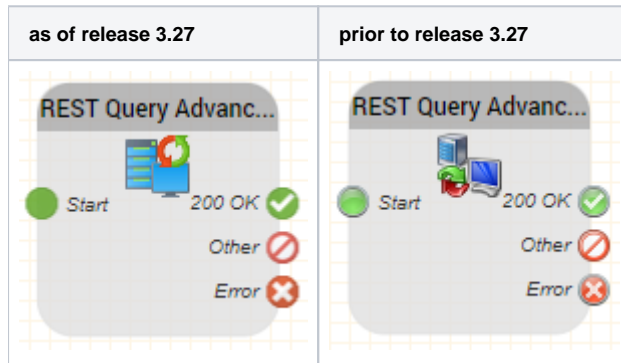 as of release 3.27
prior to release 3.27
REST Query Advanc...
Start
200 OK
Other
Error
REST Query Advanc...
Start
200 OK
Other
Error